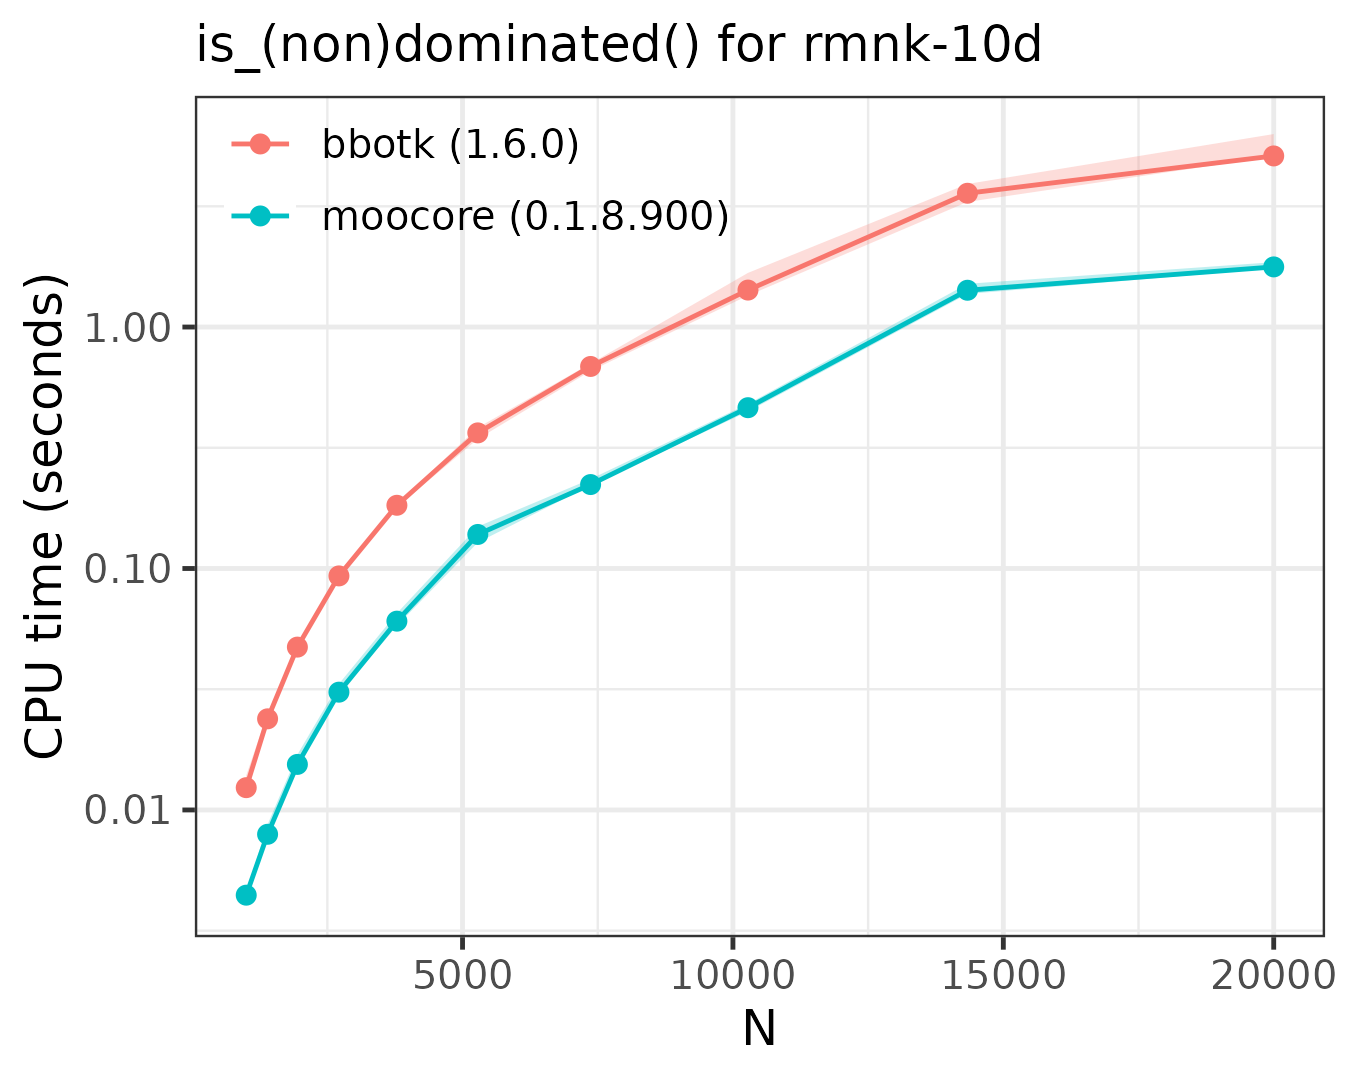 is_(non)dominated() for rmnk-10d
bbotk (1.6.0)
moocore (0.1.8.900)
CPU time (seconds)
1.00
0.10
0.01
5000
10000
15000
20000
N